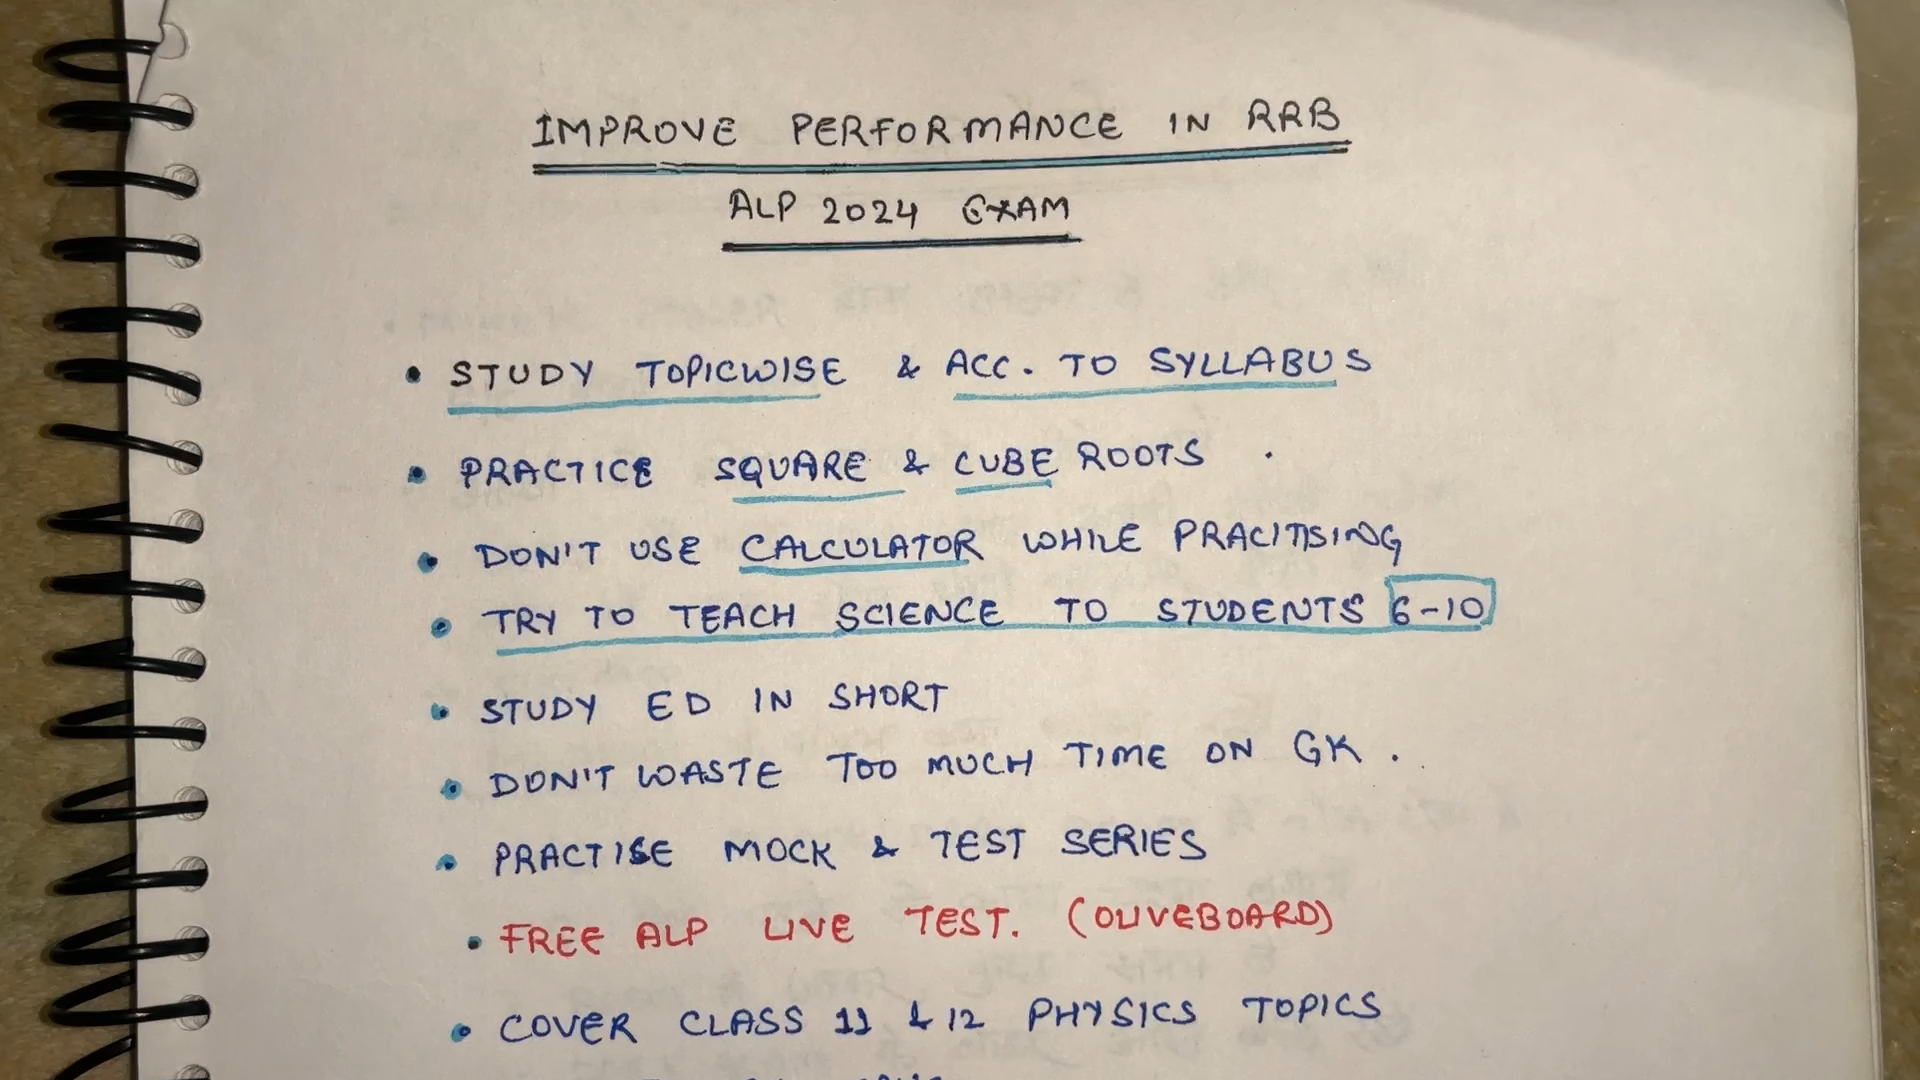 IMPROVE PERFORMANCE IN RRB
ALP 2024 EXAM
• STUDY TOPICWISE & ACC. TO SYLLABUS
• PRACTICE SQUARE & CUBE ROOTS .
• DON'T USE CALCULATOR WHILE PRACITISING
• TRY TO TEACH SCIENCE TO STUDENTS 6-10
• STUDY ED IN SHORT
• DON'T WASTE TOO MUCH TIME ON GK .
• PRACTISE MOCK & TEST SERIES
• FREE ALP LIVE TEST. (OLIVEBOARD)
• COVER CLASS 11 & 12 PHYSICS TOPICS